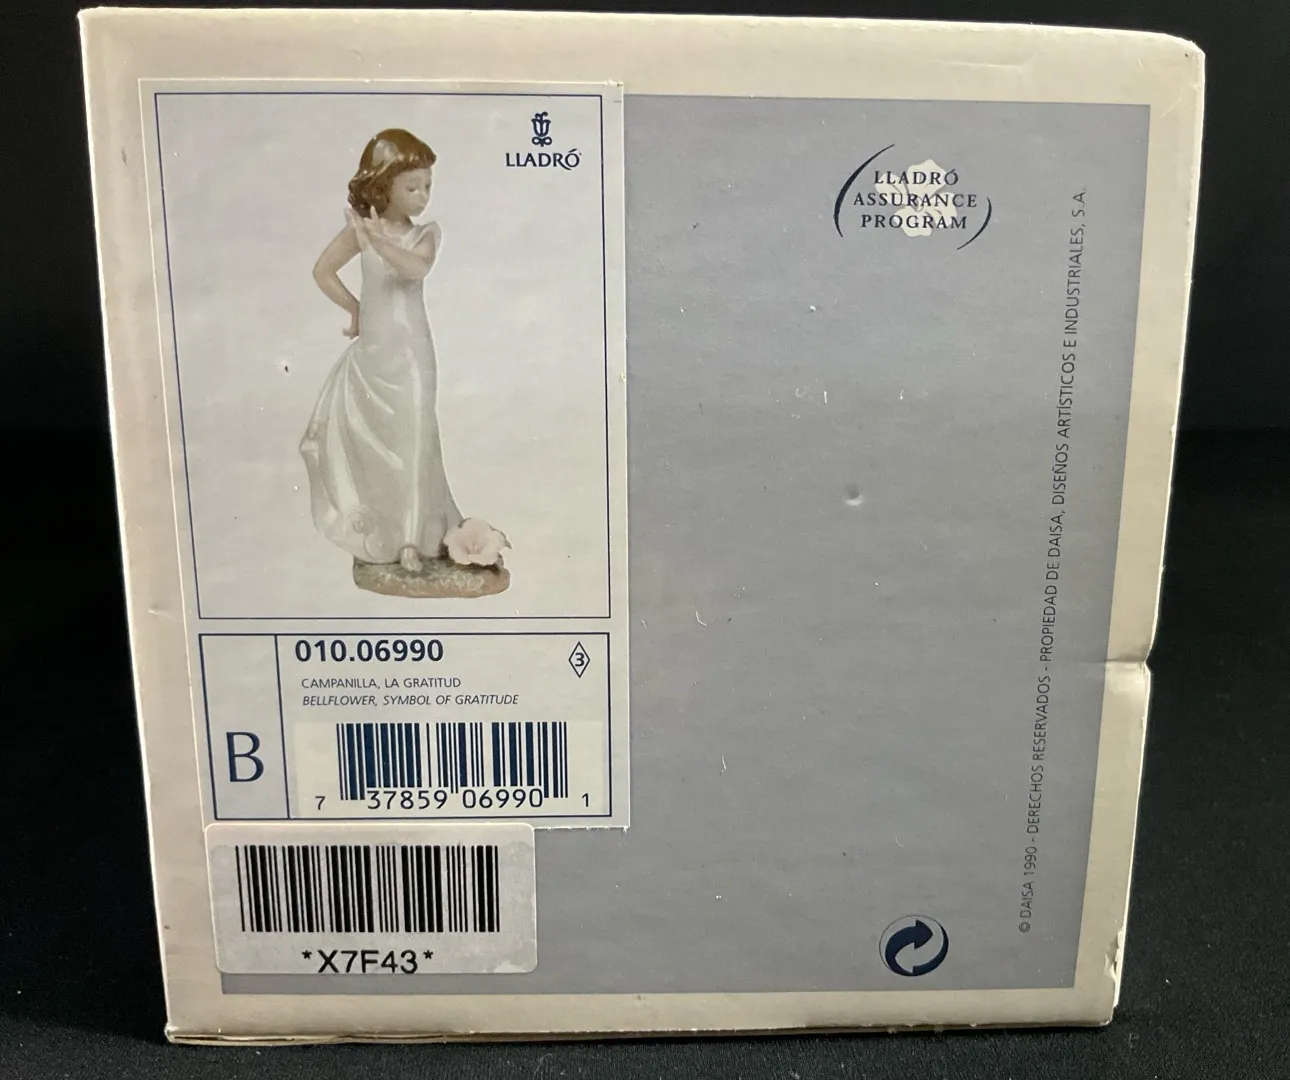 LLADRÓ
010.06990
3
CAMPANILLA, LA GRATITUD
BELLFLOWER, SYMBOL OF GRATITUDE
B
7 37859 06990 1
*X7F43*
LLADRÓ
ASSURANCE
PROGRAM
© DAISA 1990 - DERECHOS RESERVADOS - PROPIEDAD DE DAISA, DISEÑOS ARTÍSTICOS E INDUSTRIALES, S.A.